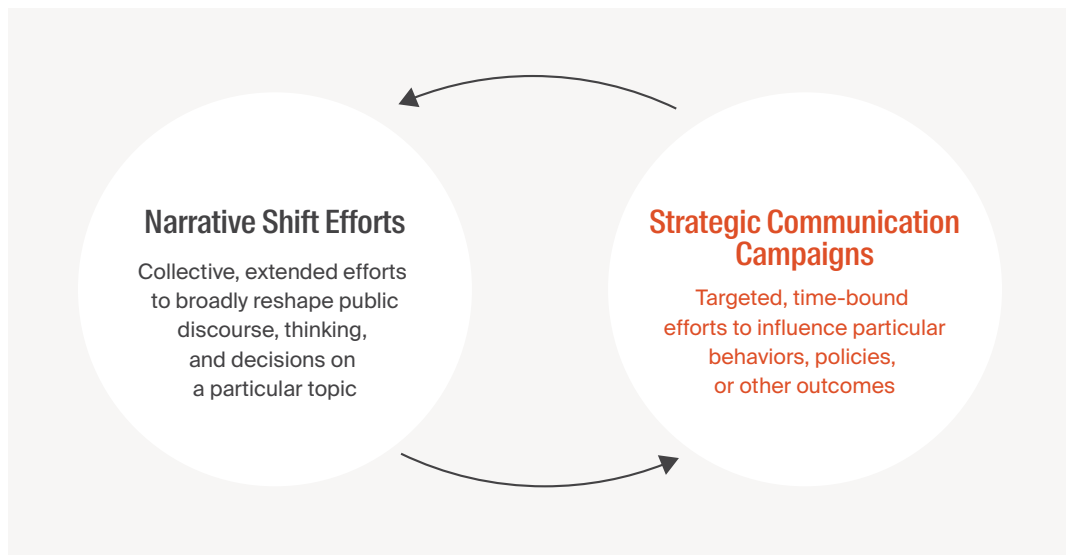 Narrative Shift Efforts
Collective, extended efforts
to broadly reshape public
discourse, thinking,
and decisions on
a particular topic
Strategic Communication
Campaigns
Targeted, time-bound
efforts to influence particular
behaviors, policies,
or other outcomes